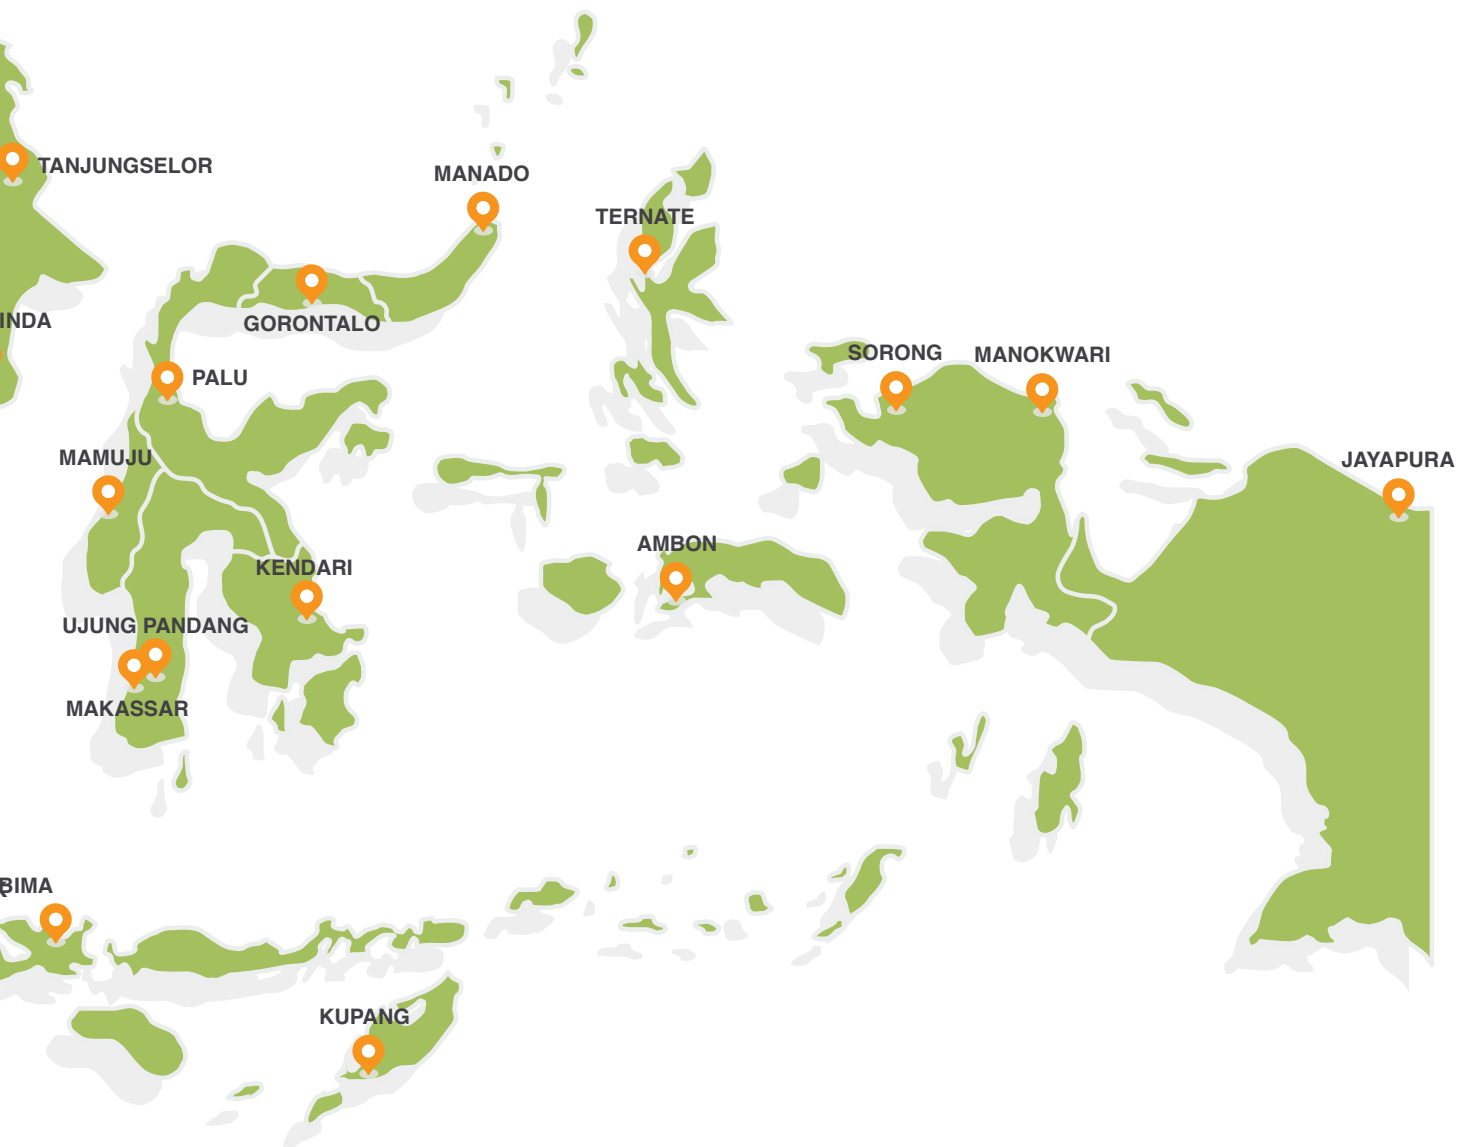 TANJUNGSELOR
MANADO
TERNATE
INDA
GORONTALO
SORONG
MANOKWARI
PALU
MAMUJU
JAYAPURA
AMBON
KENDARI
UJUNG PANDANG
MAKASSAR
BIMA
KUPANG